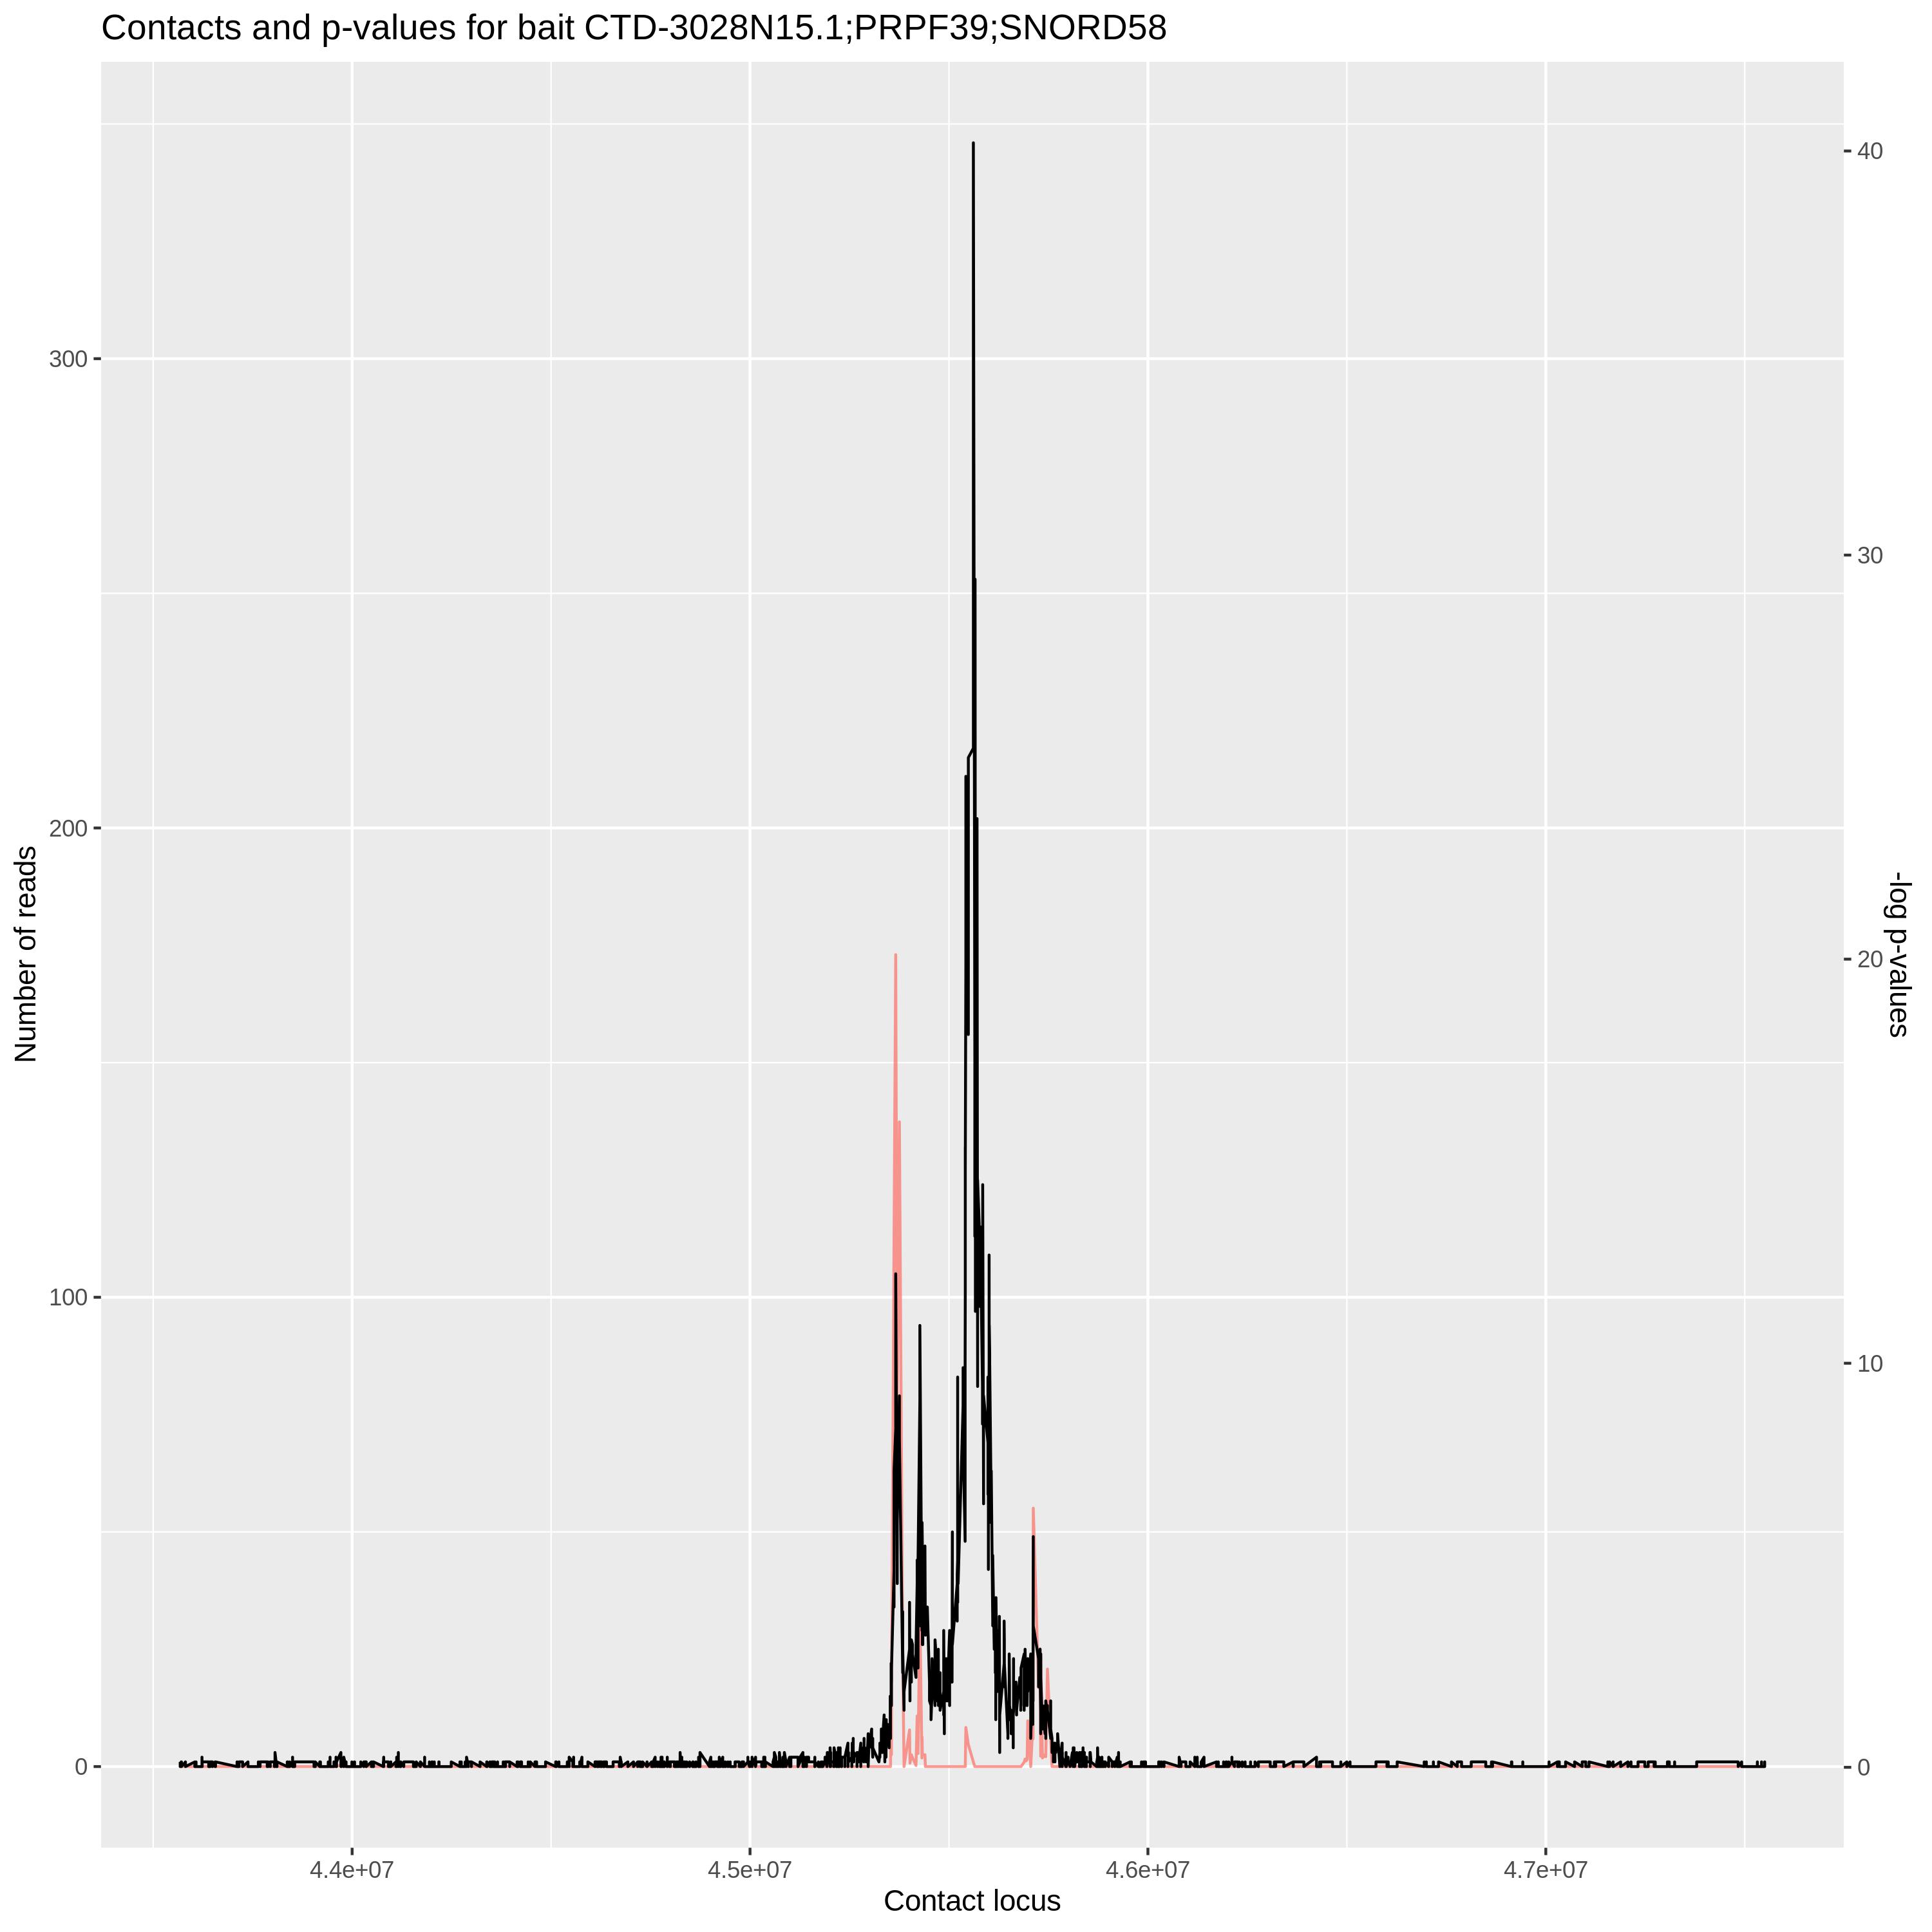 Contacts and p-values for bait CTD-3028N15.1;PRPF39;SNORD58
Number of reads
300
200
100
0
40
30
20
10
0
-log p-values
4.4e+07
4.5e+07
4.6e+07
4.7e+07
Contact locus